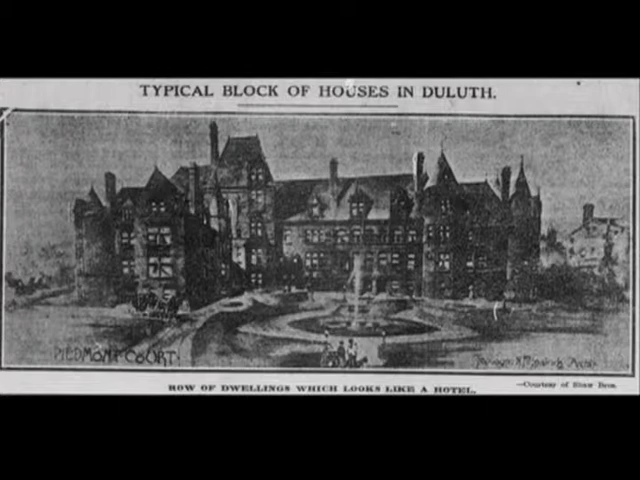 TYPICAL BLOCK OF HOUSES IN DULUTH.
PIEDMONT COURT.
Archts
ROW OF DWELLINGS WHICH LOOKS LIKE A HOTEL.
—Courtesy of Shaw Bros.